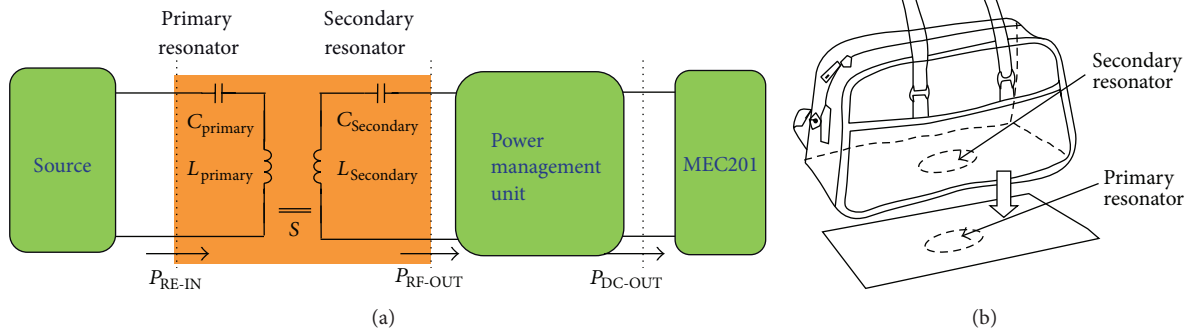 Primary
resonator
Secondary
resonator
Source
C_primary
L_primary
S
C_Secondary
L_Secondary
Power
management
unit
MEC201
P_RE-IN
P_RF-OUT
P_DC-OUT
(a)
Secondary
resonator
Primary
resonator
(b)